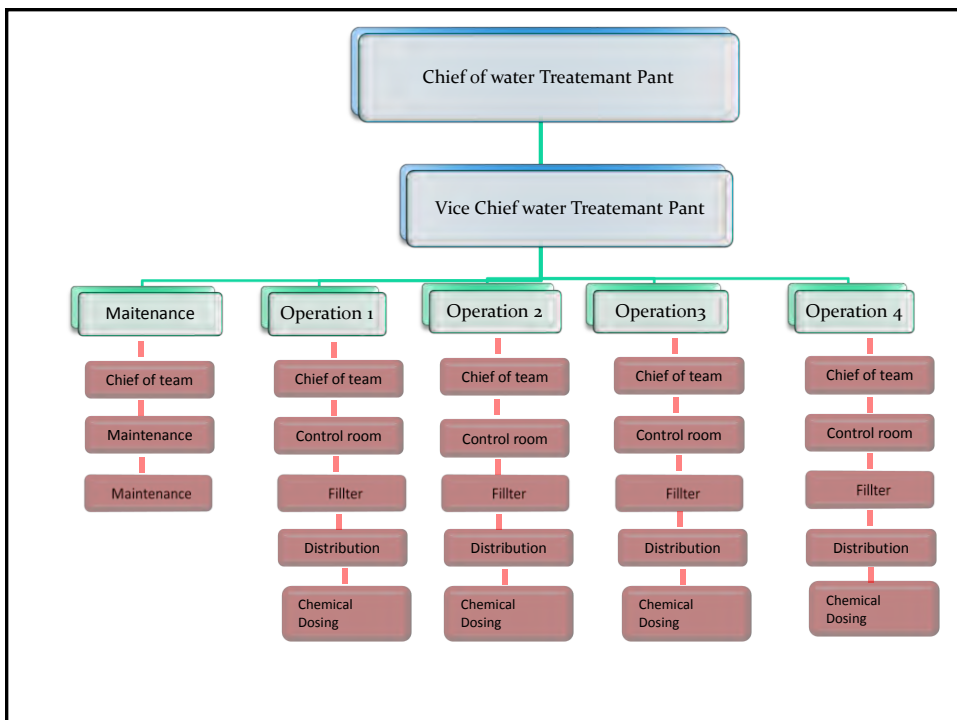 Chief of water Treatemant Pant
Vice Chief water Treatemant Pant
Maitenance
Operation 1
Operation 2
Operation3
Operation 4
Chief of team
Chief of team
Chief of team
Chief of team
Chief of team
Maintenance
Control room
Control room
Control room
Control room
Maintenance
Fillter
Fillter
Fillter
Fillter
Distribution
Distribution
Distribution
Distribution
Chemical
Dosing
Chemical
Dosing
Chemical
Dosing
Chemical
Dosing